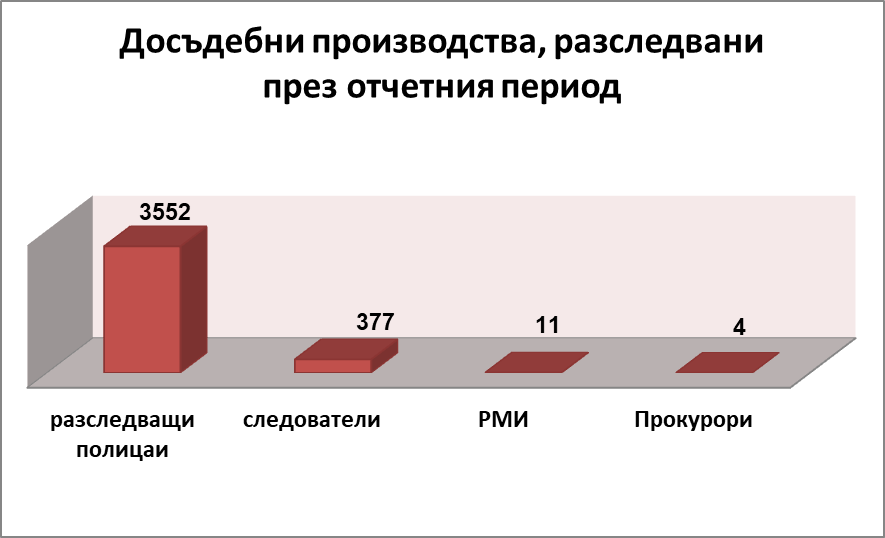 Досъдебни производства, разследвани
през отчетния период
3552
377
11
4
разследващи
полицаи
следователи
РМИ
Прокурори